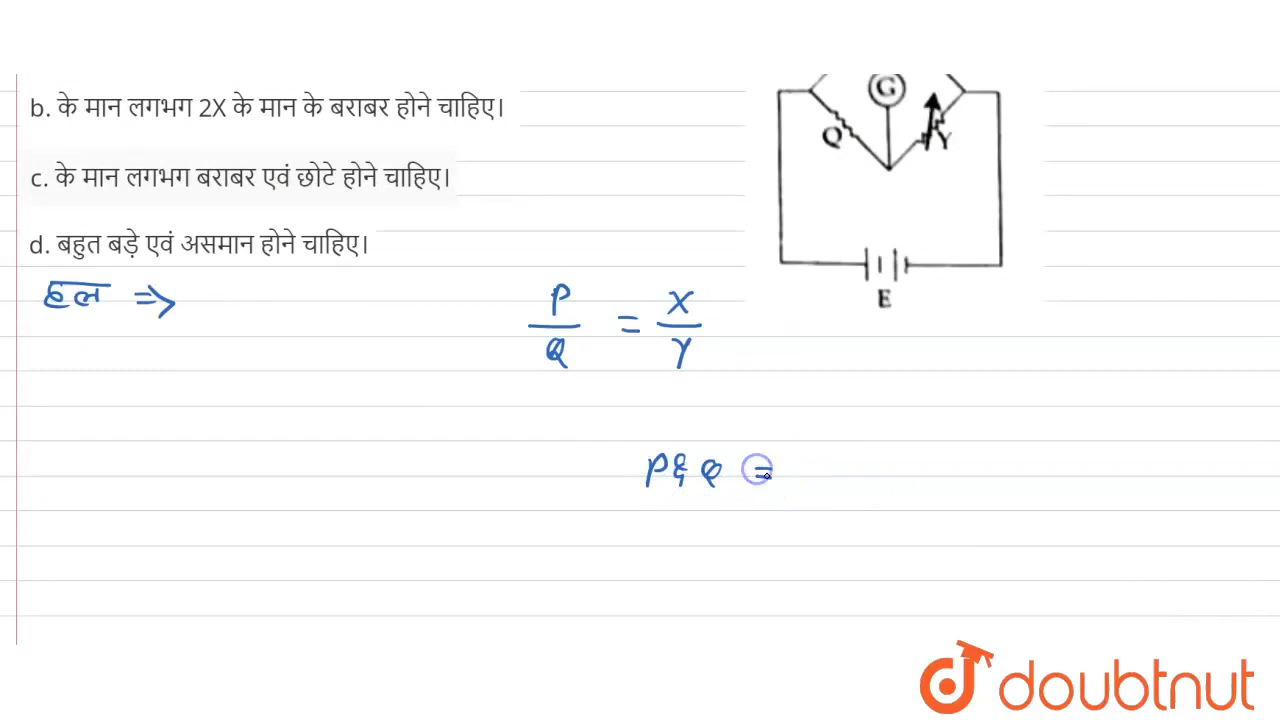 b. के मान लगभग 2X के मान के बराबर होने चाहिए।
c. के मान लगभग बराबर एवं छोटे होने चाहिए।
d. बहुत बड़े एवं असमान होने चाहिए।
G
Q
Y
E
हल ⇒
P/Q = X/Y
P & Q =
doubtnut